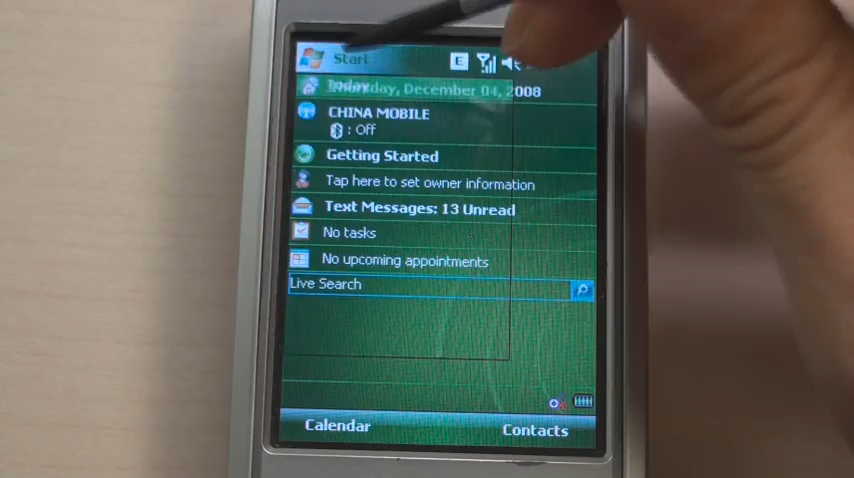 Start E
Today
Thursday, December 04, 2008
CHINA MOBILE
: Off
Getting Started
Tap here to set owner information
Text Messages: 13 Unread
No tasks
No upcoming appointments
Live Search
Calendar Contacts